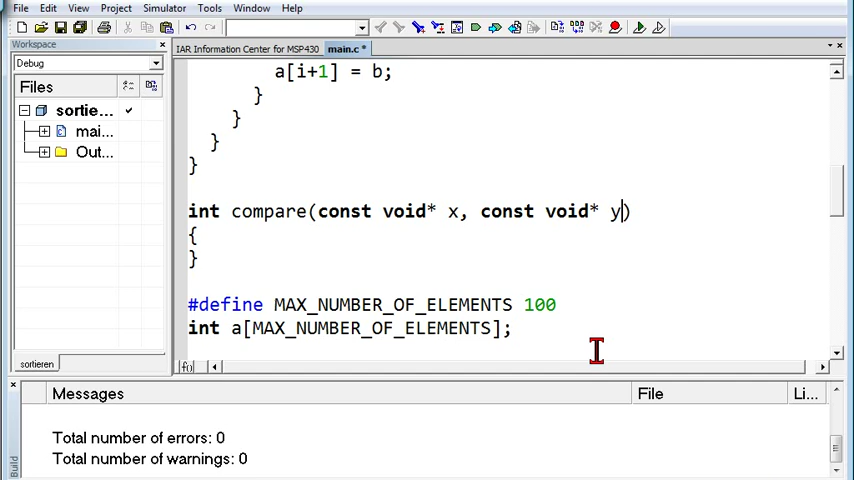 File Edit View Project Simulator Tools Window Help
Workspace
IAR Information Center for MSP430 main.c *
Debug
Files
sortie...
mai...
Out...
sortieren
a[i+1] = b;
}
}
}
}
int compare(const void* x, const void* y)
{
}
#define MAX_NUMBER_OF_ELEMENTS 100
int a[MAX_NUMBER_OF_ELEMENTS];
f()
Messages File Li...
Total number of errors: 0
Total number of warnings: 0
Build